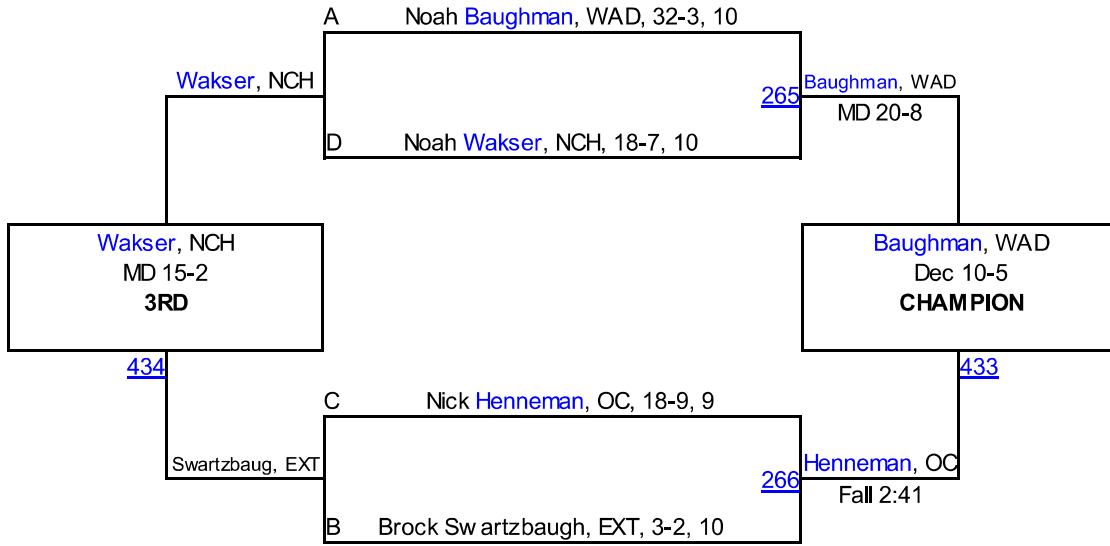 A Noah Baughman, WAD, 32-3, 10
Wakser, NCH
265
Baughman, WAD
MD 20-8
D Noah Wakser, NCH, 18-7, 10
Wakser, NCH
MD 15-2
3RD
Baughman, WAD
Dec 10-5
CHAMPION
434
433
C Nick Henneman, OC, 18-9, 9
Swartzbaug, EXT
266
Henneman, OC
Fall 2:41
B Brock Swartzbaugh, EXT, 3-2, 10